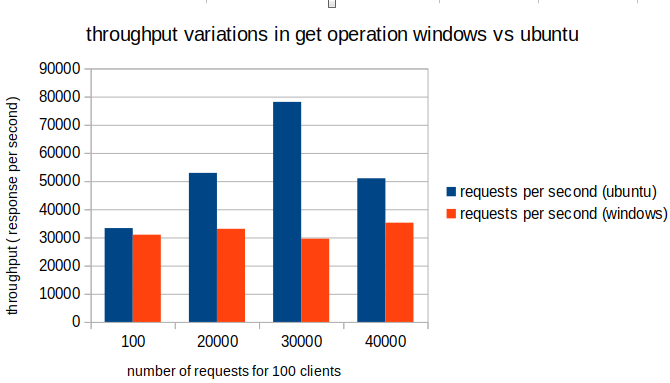 throughput variations in get operation windows vs ubuntu
90000
80000
70000
60000
50000
40000
30000
20000
10000
0
throughput ( response per second)
100 20000 30000 40000
number of requests for 100 clients
requests per second (ubuntu)
requests per second (windows)